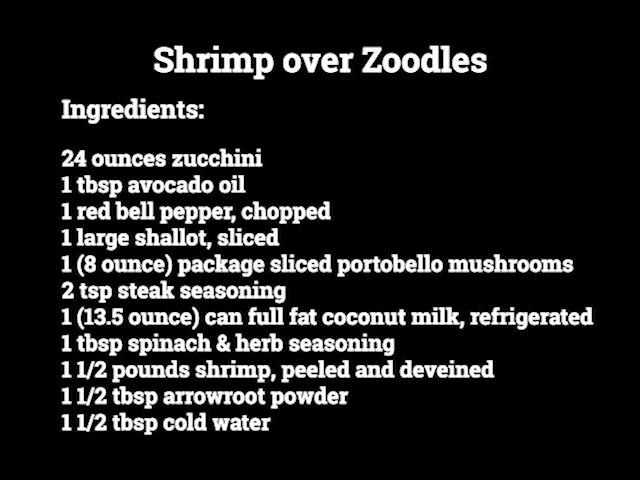 Shrimp over Zoodles
Ingredients:
24 ounces zucchini
1 tbsp avocado oil
1 red bell pepper, chopped
1 large shallot, sliced
1 (8 ounce) package sliced portobello mushrooms
2 tsp steak seasoning
1 (13.5 ounce) can full fat coconut milk, refrigerated
1 tbsp spinach & herb seasoning
1 1/2 pounds shrimp, peeled and deveined
1 1/2 tbsp arrowroot powder
1 1/2 tbsp cold water